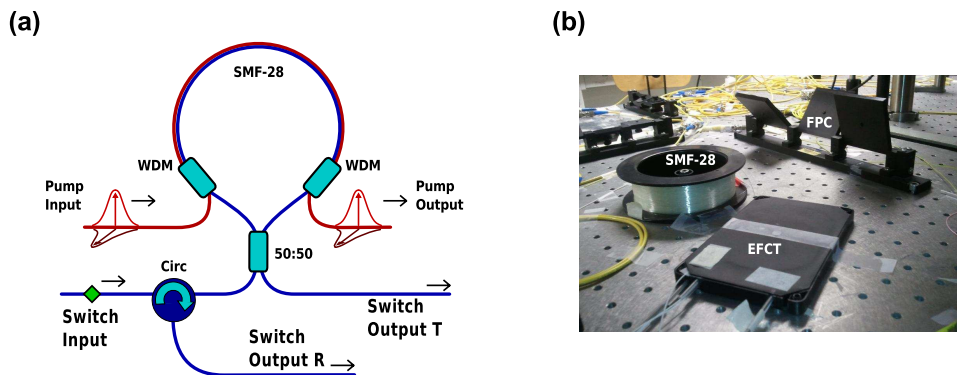 (a)
(b)
SMF-28
WDM
WDM
Pump
Input
Pump
Output
50:50
Circ
Switch
Input
Switch
Output T
Switch
Output R
FPC
SMF-28
EFCT